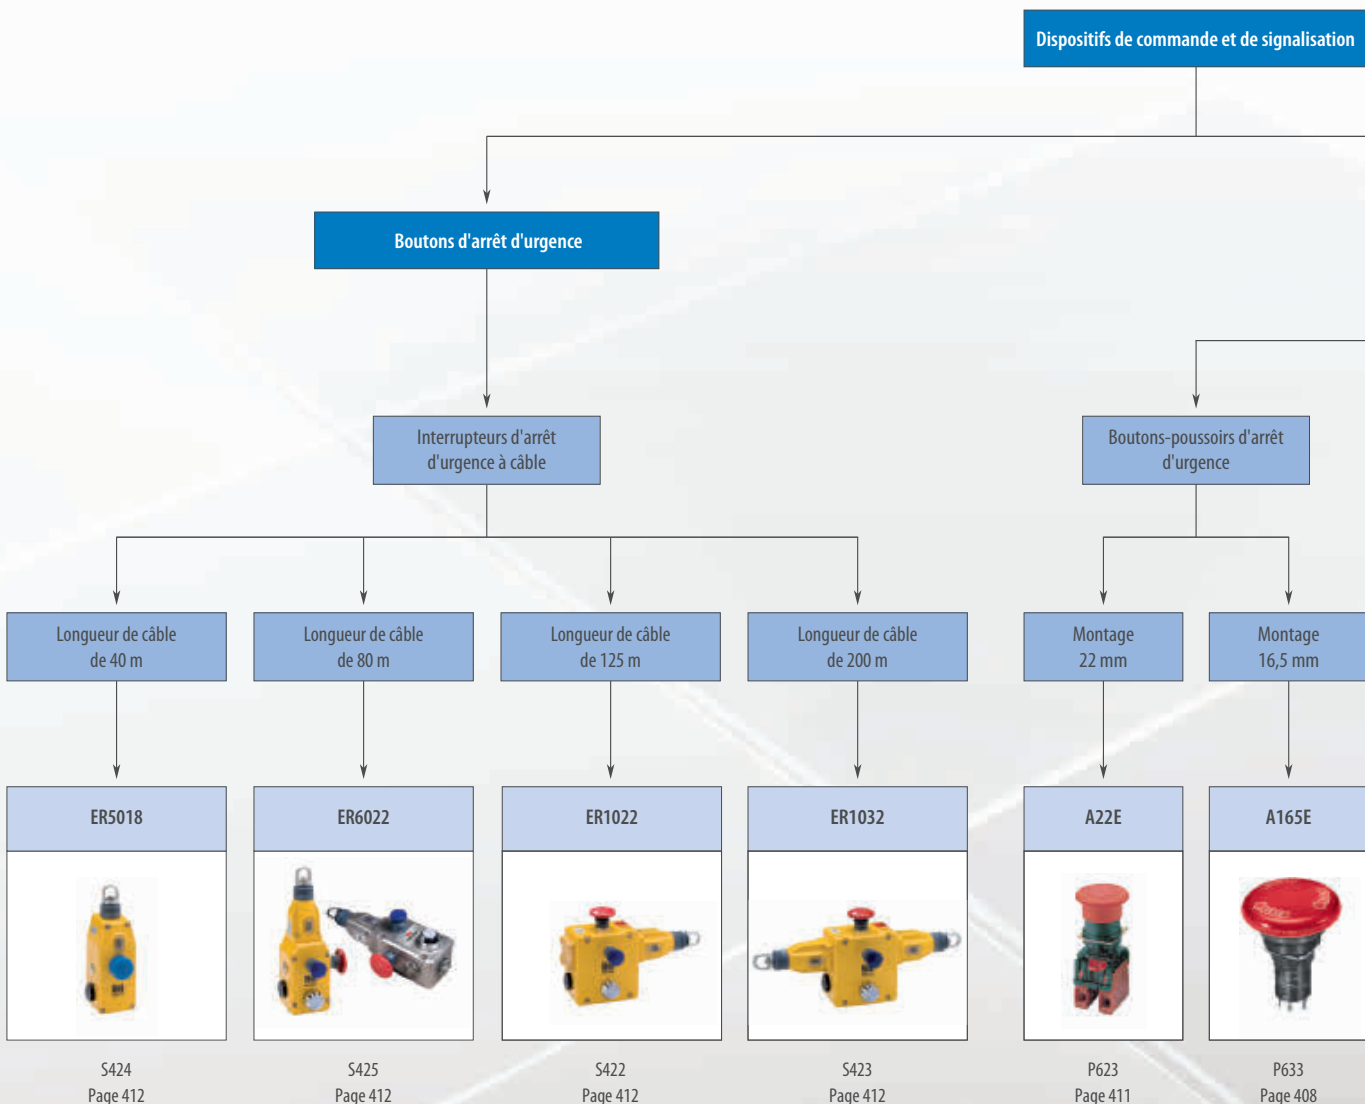 Dispositifs de commande et de signalisation
Boutons d'arrêt d'urgence
Interrupteurs d'arrêt
d'urgence à câble
Boutons-poussoirs d'arrêt
d'urgence
Longueur de câble
de 40 m
Longueur de câble
de 80 m
Longueur de câble
de 125 m
Longueur de câble
de 200 m
Montage
22 mm
Montage
16,5 mm
ER5018
ER6022
ER1022
ER1032
A22E
A165E
S424
Page 412
S425
Page 412
S422
Page 412
S423
Page 412
P623
Page 411
P633
Page 408